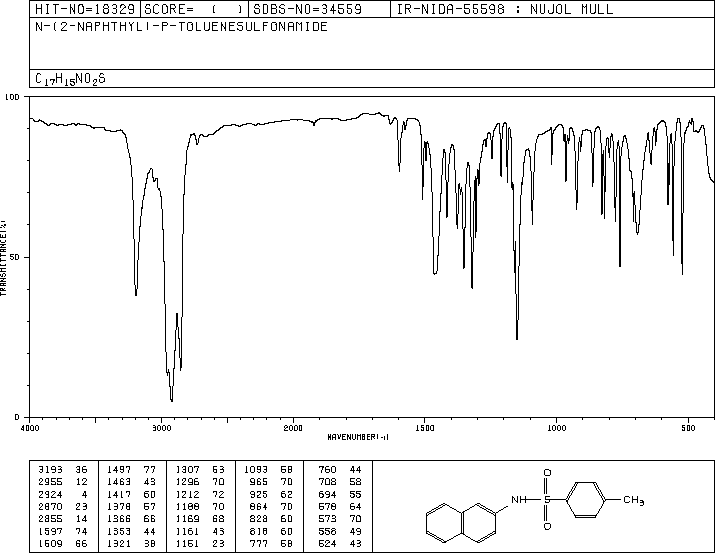 HIT-NO=18329 SCORE= ( ) SDBS-NO=34559 IR-NIDA-55598 : NUJOL MULL
N-(2-NAPHTHYL)-P-TOLUENESULFONAMIDE
C17H15NO2S
100
TRANSMITTANCE(%)
50
0
4000 3000 2000 1500 1000 500
WAVENUMBER(-1)
3193 36 1497 77 1307 63 1093 58 760 44
2955 12 1463 43 1296 70 965 70 708 58
2924 4 1417 60 1212 72 925 62 694 55
2870 23 1378 57 1188 70 864 70 578 64
2855 14 1366 66 1169 68 828 60 573 70
1597 74 1353 44 1161 43 818 60 558 49
1509 66 1321 38 1151 23 777 58 524 43
NH S O O CH3